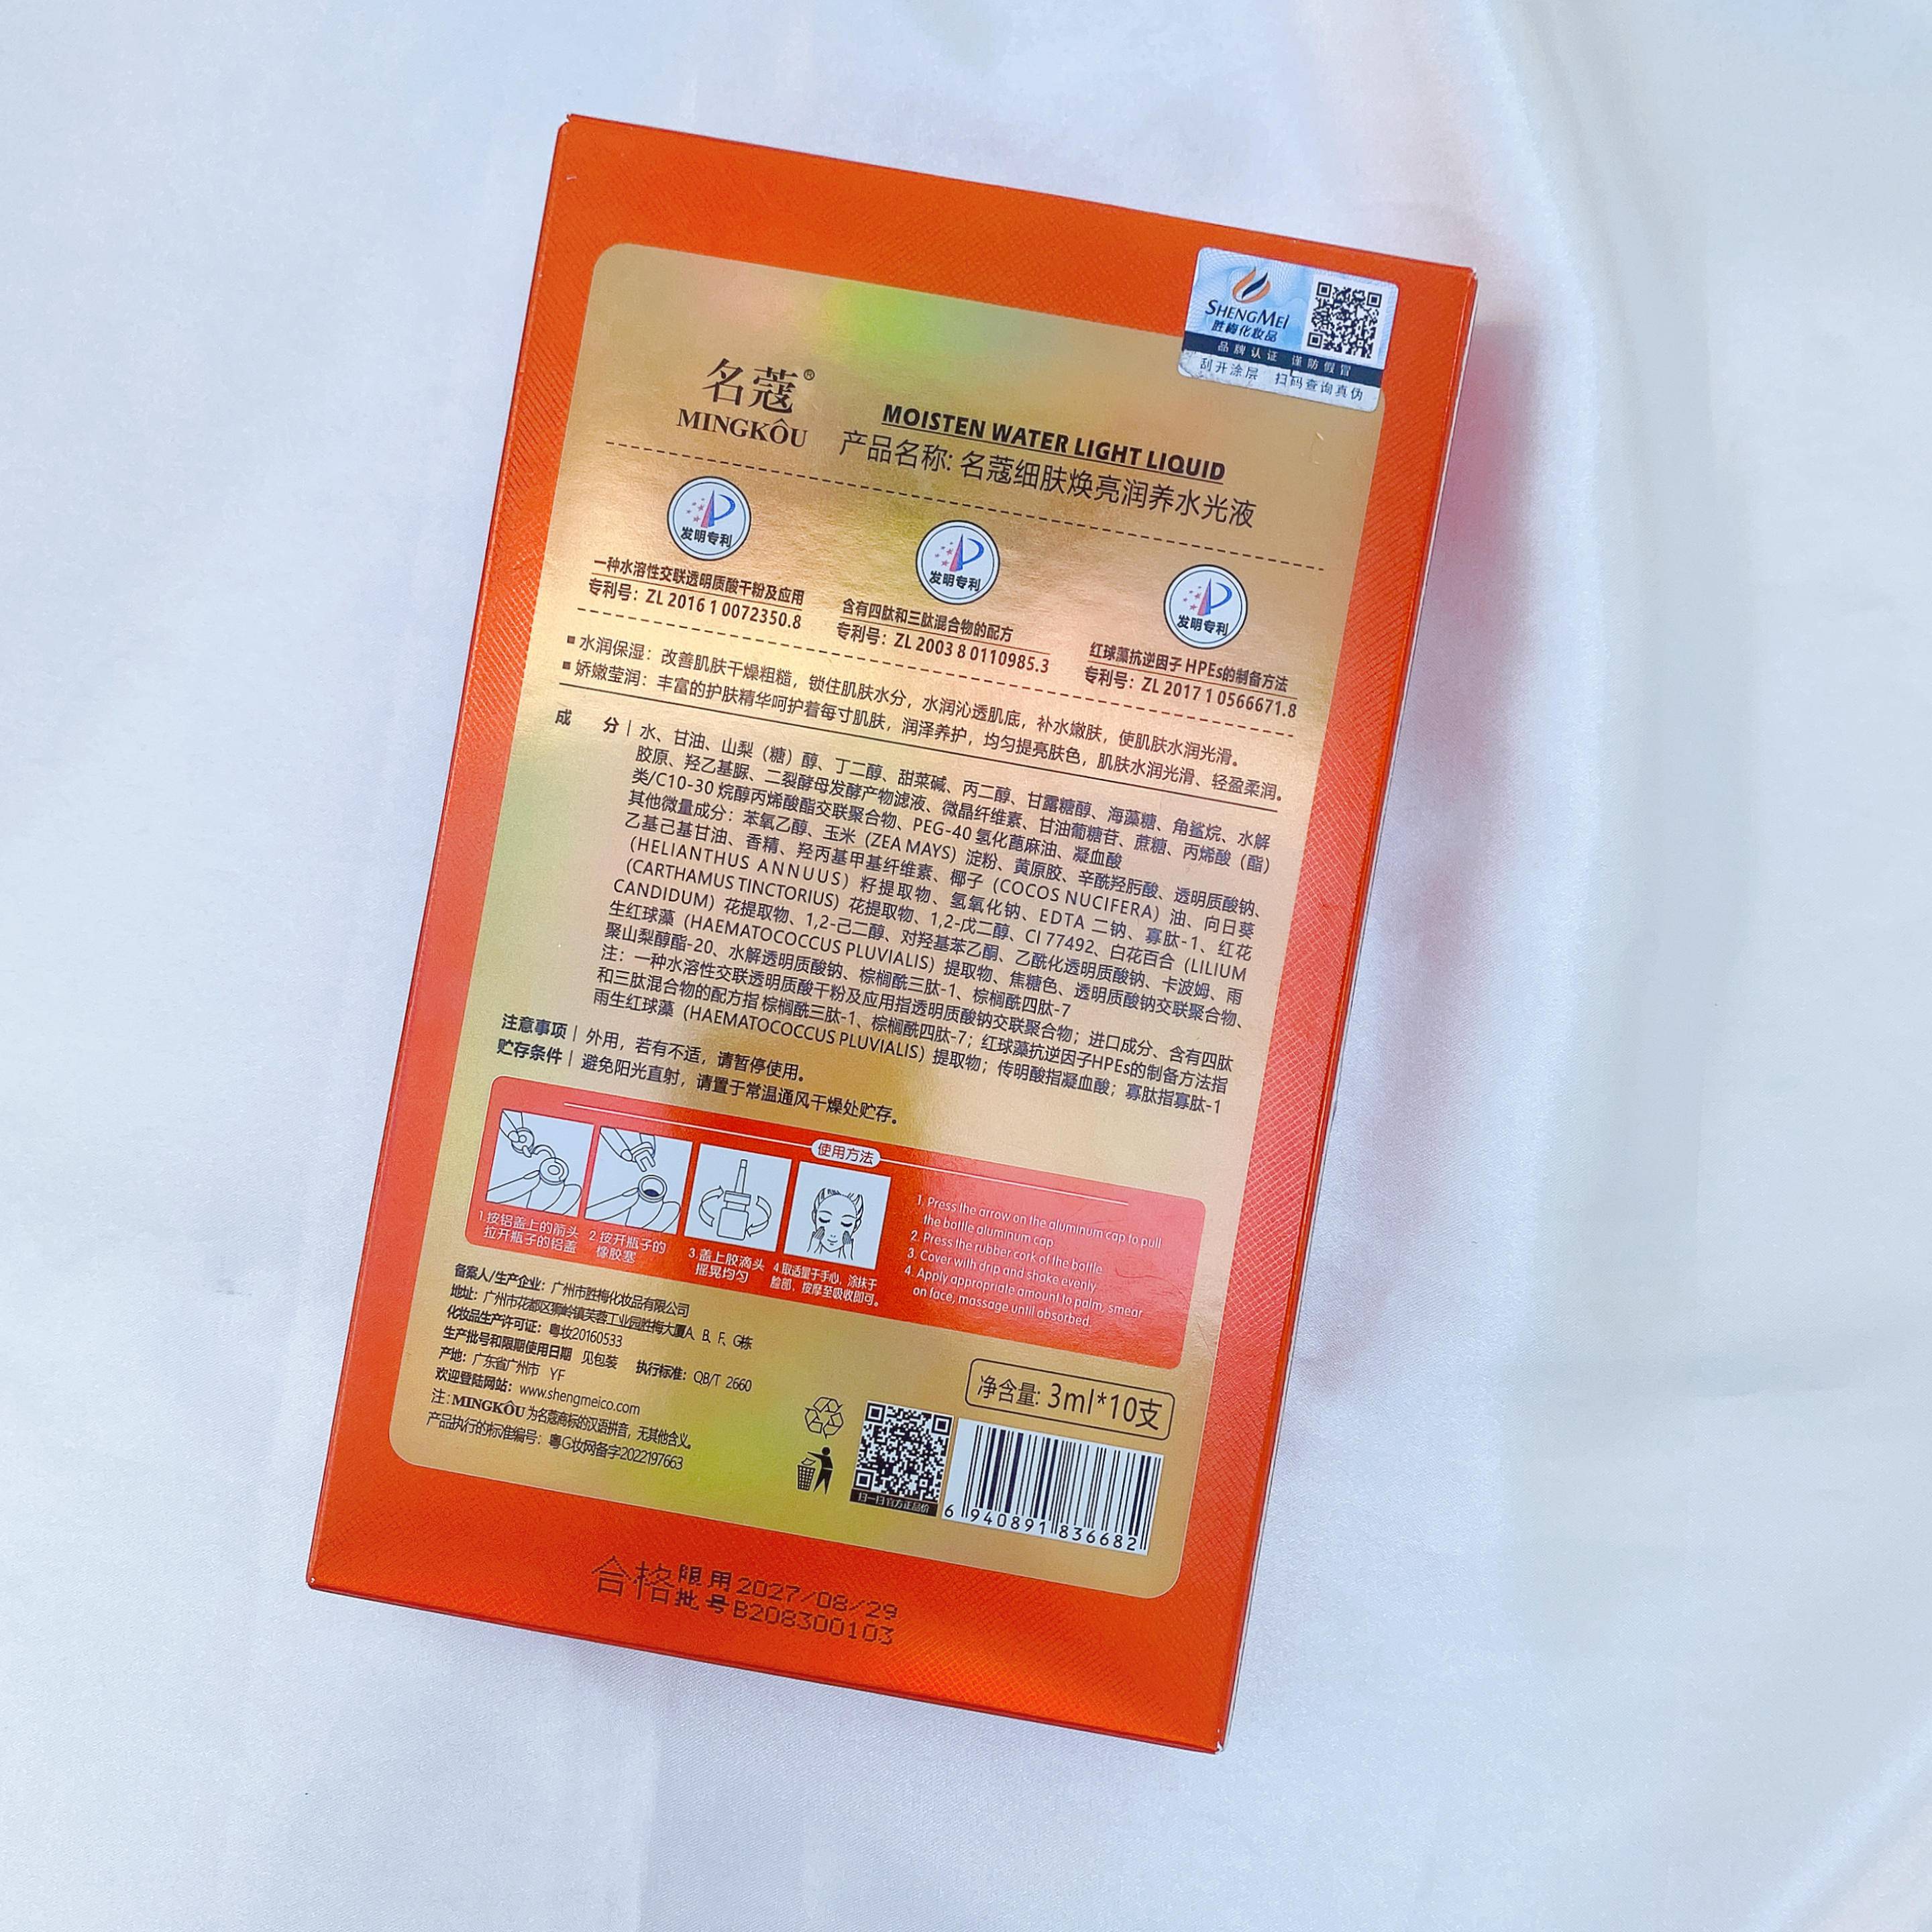 SHENGMEI
胜梅化妆品
品牌认证 谨防假冒
刮开涂层 扫码查询真伪
名蔻®
MINGKÔU
MOISTEN WATER LIGHT LIQUID
产品名称: 名蔻细肤焕亮润养水光液
发明专利
一种水溶性交联透明质酸干粉及应用
专利号：ZL 2016 1 0072350.8
发明专利
含有四肽和三肽混合物的配方
专利号：ZL 2003 8 0110985.3
发明专利
红球藻抗逆因子 HPEs的制备方法
专利号：ZL 2017 1 0566671.8
▪ 水润保湿：改善肌肤干燥粗糙，锁住肌肤水分，水润沁透肌底，补水嫩肤，使肌肤水润光滑。
▪ 娇嫩莹润：丰富的护肤精华呵护着每寸肌肤，润泽养护，均匀提亮肤色，肌肤水润光滑、轻盈柔润。
成 分 | 水、甘油、山梨（糖）醇、丁二醇、甜菜碱、丙二醇、甘露糖醇、海藻糖、角鲨烷、水解
胶原、羟乙基脲、二裂酵母发酵产物滤液、微晶纤维素、甘油葡糖苷、蔗糖、丙烯酸（酯）
类/C10-30 烷醇丙烯酸酯交联聚合物、PEG-40 氢化蓖麻油、凝血酸
其他微量成分：苯氧乙醇、玉米（ZEA MAYS）淀粉、黄原胶、辛酰羟肟酸、透明质酸钠、
乙基己基甘油、香精、羟丙基甲基纤维素、椰子（COCOS NUCIFERA）油、向日葵
（HELIANTHUS ANNUUS）籽提取物、氢氧化钠、EDTA 二钠、寡肽-1、红花
（CARTHAMUS TINCTORIUS）花提取物、1,2-戊二醇、CI 77492、白花百合（LILIUM
CANDIDUM）花提取物、1,2-己二醇、对羟基苯乙酮、乙酰化透明质酸钠、卡波姆、雨
生红球藻（HAEMATOCOCCUS PLUVIALIS）提取物、焦糖色、透明质酸钠交联聚合物、
聚山梨醇酯-20、水解透明质酸钠、棕榈酰三肽-1、棕榈酰四肽-7
注：一种水溶性交联透明质酸干粉及应用指透明质酸钠交联聚合物；进口成分、含有四肽
和三肽混合物的配方指 棕榈酰三肽-1、棕榈酰四肽-7；红球藻抗逆因子HPEs的制备方法指
雨生红球藻（HAEMATOCOCCUS PLUVIALIS）提取物；传明酸指凝血酸；寡肽指寡肽-1
注意事项 | 外用，若有不适，请暂停使用。
贮存条件 | 避免阳光直射，请置于常温通风干燥处贮存。
使用方法
1.按铝盖上的箭头
拉开瓶子的铝盖
2.按开瓶子的
橡胶塞
3.盖上胶滴头
摇晃均匀
4.取适量于手心，涂抹于
脸部，按摩至吸收即可。
1. Press the arrow on the aluminum cap to pull
the bottle aluminum cap
2. Press the rubber cork of the bottle
3. Cover with drip and shake evenly
4. Apply appropriate amount to palm, smear
on face, massage until absorbed.
备案人/生产企业：广州市胜梅化妆品有限公司
地址：广州市花都区狮岭镇芙蓉工业园胜梅大厦A、B、F、G栋
化妆品生产许可证：粤妆20160533
生产批号和限期使用日期 见包装 执行标准：QB/T 2660
产地：广东省广州市 YF
欢迎登陆网站：www.shengmeico.com
注：MINGKÔU 为名蔻商标的汉语拼音，无其他含义。
产品执行的标准编号：粤G妆网备字2022197663
净含量: 3ml*10支
扫一扫 官方正品价
6 940891 836682
合格 限用 2027/08/29
批号 B208300103